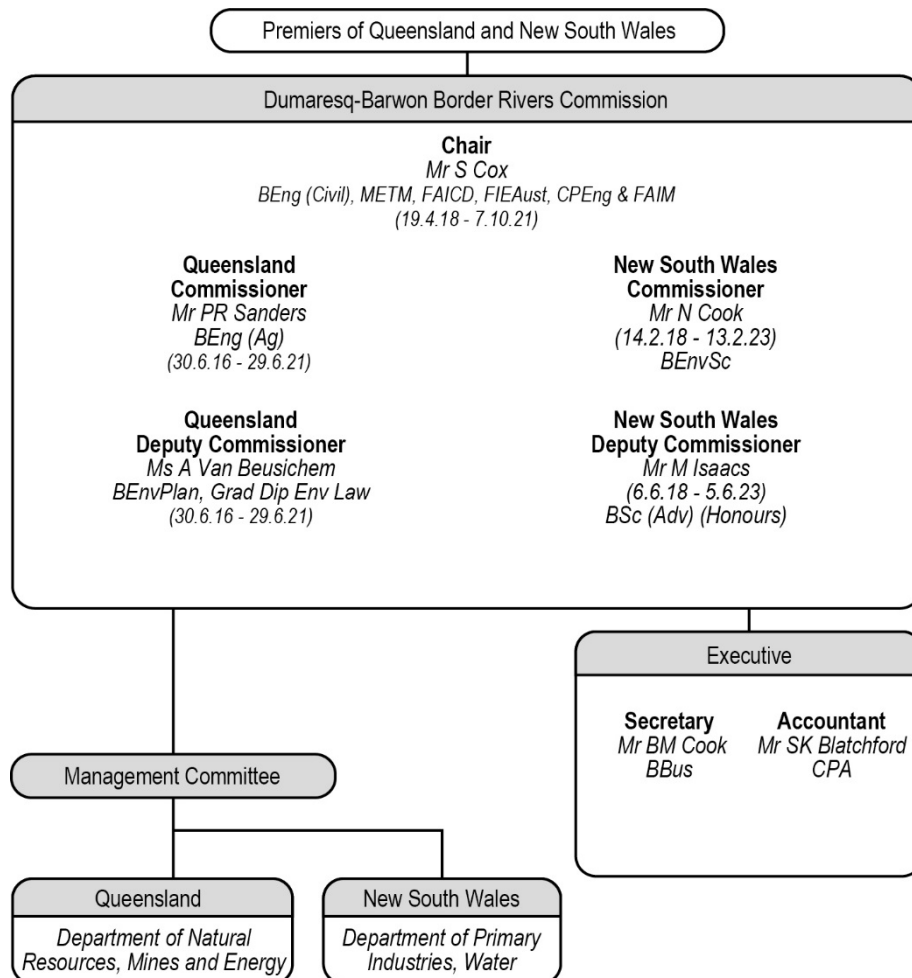 Premiers of Queensland and New South Wales
Dumaresq-Barwon Border Rivers Commission
Chair
Mr S Cox
BEng (Civil), METM, FAICD, FIEAust, CPEng & FAIM
(19.4.18 - 7.10.21)
Queensland
Commissioner
Mr PR Sanders
BEng (Ag)
(30.6.16 - 29.6.21)
New South Wales
Commissioner
Mr N Cook
(14.2.18 - 13.2.23)
BEnvSc
Queensland
Deputy Commissioner
Ms A Van Beusichem
BEnvPlan, Grad Dip Env Law
(30.6.16 - 29.6.21)
New South Wales
Deputy Commissioner
Mr M Isaacs
(6.6.18 - 5.6.23)
BSc (Adv) (Honours)
Executive
Secretary
Mr BM Cook
BBus
Accountant
Mr SK Blatchford
CPA
Management Committee
Queensland
Department of Natural
Resources, Mines and Energy
New South Wales
Department of Primary
Industries, Water